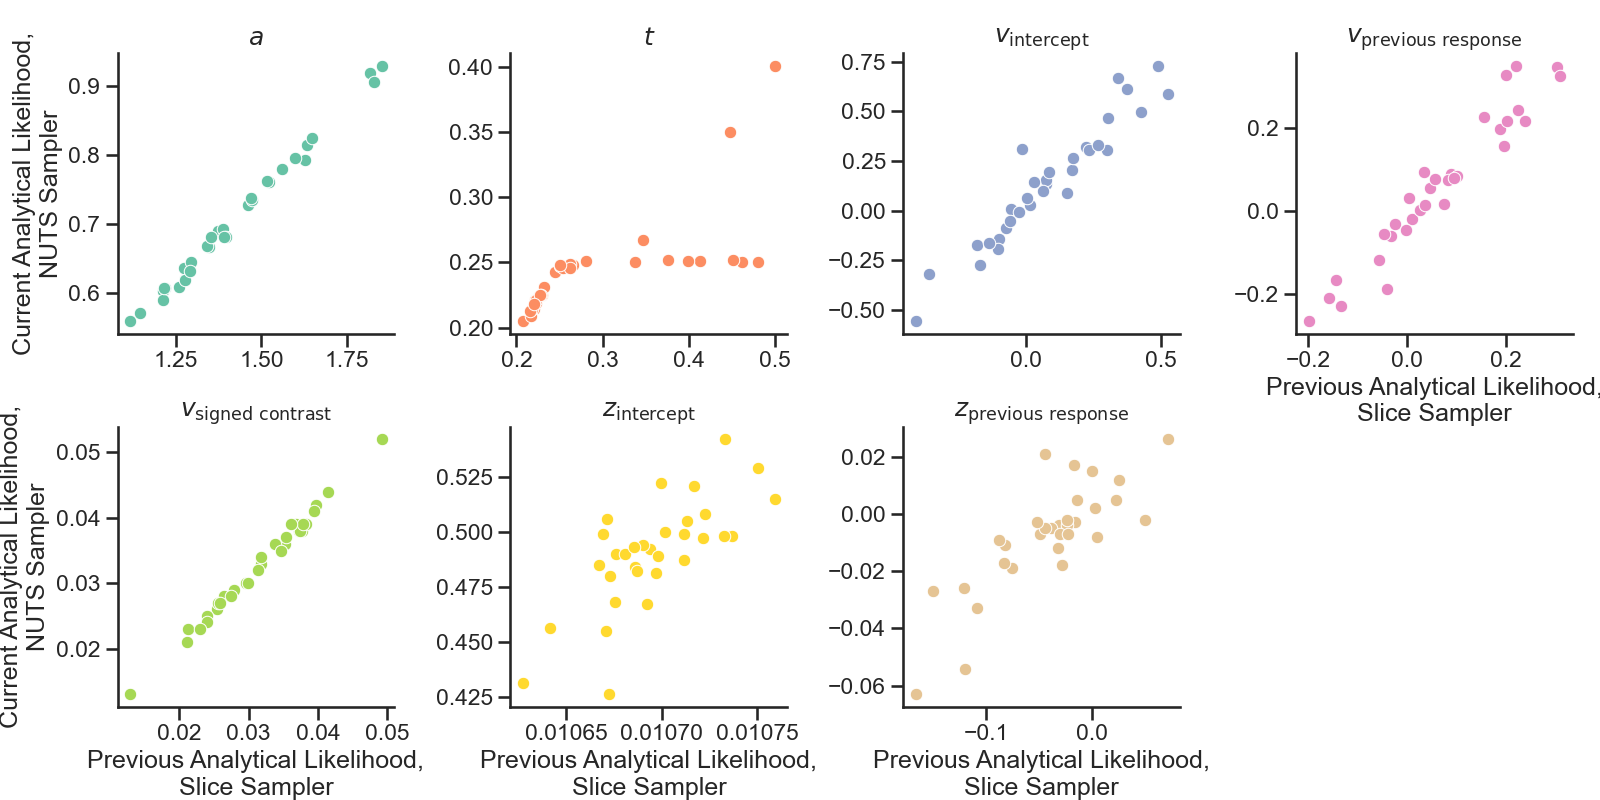 a
t
v intercept
v previous response
Current Analytical Likelihood,
NUTS Sampler
0.9
0.8
0.7
0.6
1.25
1.50
1.75
0.40
0.35
0.30
0.25
0.20
0.2
0.3
0.4
0.5
0.75
0.50
0.25
0.00
−0.25
−0.50
0.0
0.5
0.2
0.0
−0.2
−0.2
0.0
0.2
Previous Analytical Likelihood,
Slice Sampler
v signed contrast
z intercept
z previous response
Current Analytical Likelihood,
NUTS Sampler
0.05
0.04
0.03
0.02
0.02
0.03
0.04
0.05
Previous Analytical Likelihood,
Slice Sampler
0.525
0.500
0.475
0.450
0.425
0.01065
0.01070
0.01075
Previous Analytical Likelihood,
Slice Sampler
0.02
0.00
−0.02
−0.04
−0.06
−0.1
0.0
Previous Analytical Likelihood,
Slice Sampler